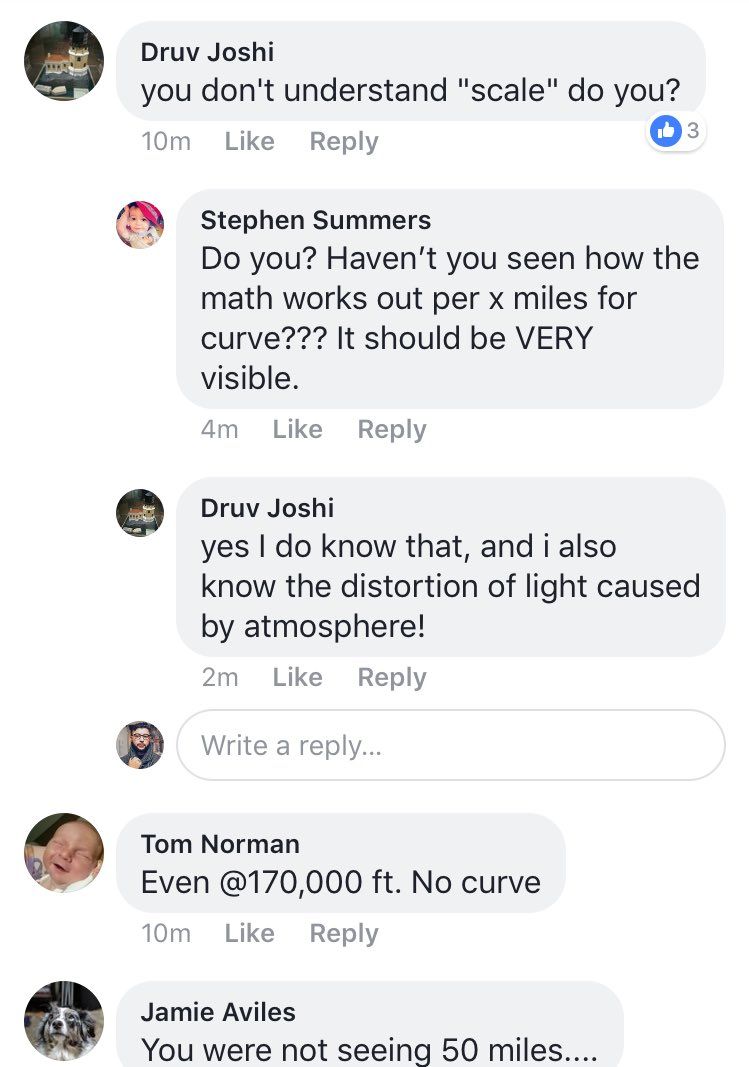 Druv Joshi
you don't understand "scale" do you?
10m Like Reply
3
Stephen Summers
Do you? Haven’t you seen how the
math works out per x miles for
curve??? It should be VERY
visible.
4m Like Reply
Druv Joshi
yes I do know that, and i also
know the distortion of light caused
by atmosphere!
2m Like Reply
Write a reply...
Tom Norman
Even @170,000 ft. No curve
10m Like Reply
Jamie Aviles
You were not seeing 50 miles....